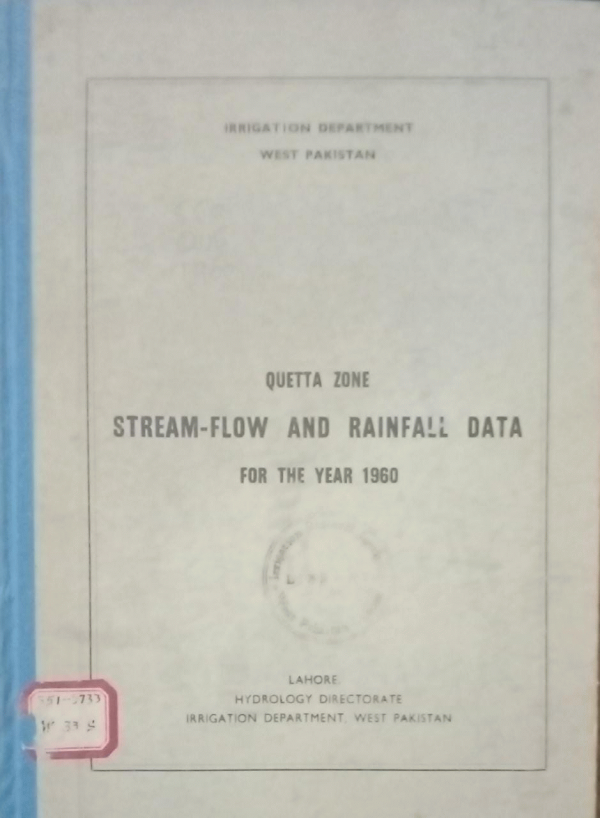 IRRIGATION DEPARTMENT
WEST PAKISTAN
QUETTA ZONE
STREAM-FLOW AND RAINFALL DATA
FOR THE YEAR 1960
LAHORE
HYDROLOGY DIRECTORATE
IRRIGATION DEPARTMENT, WEST PAKISTAN
W 33 S